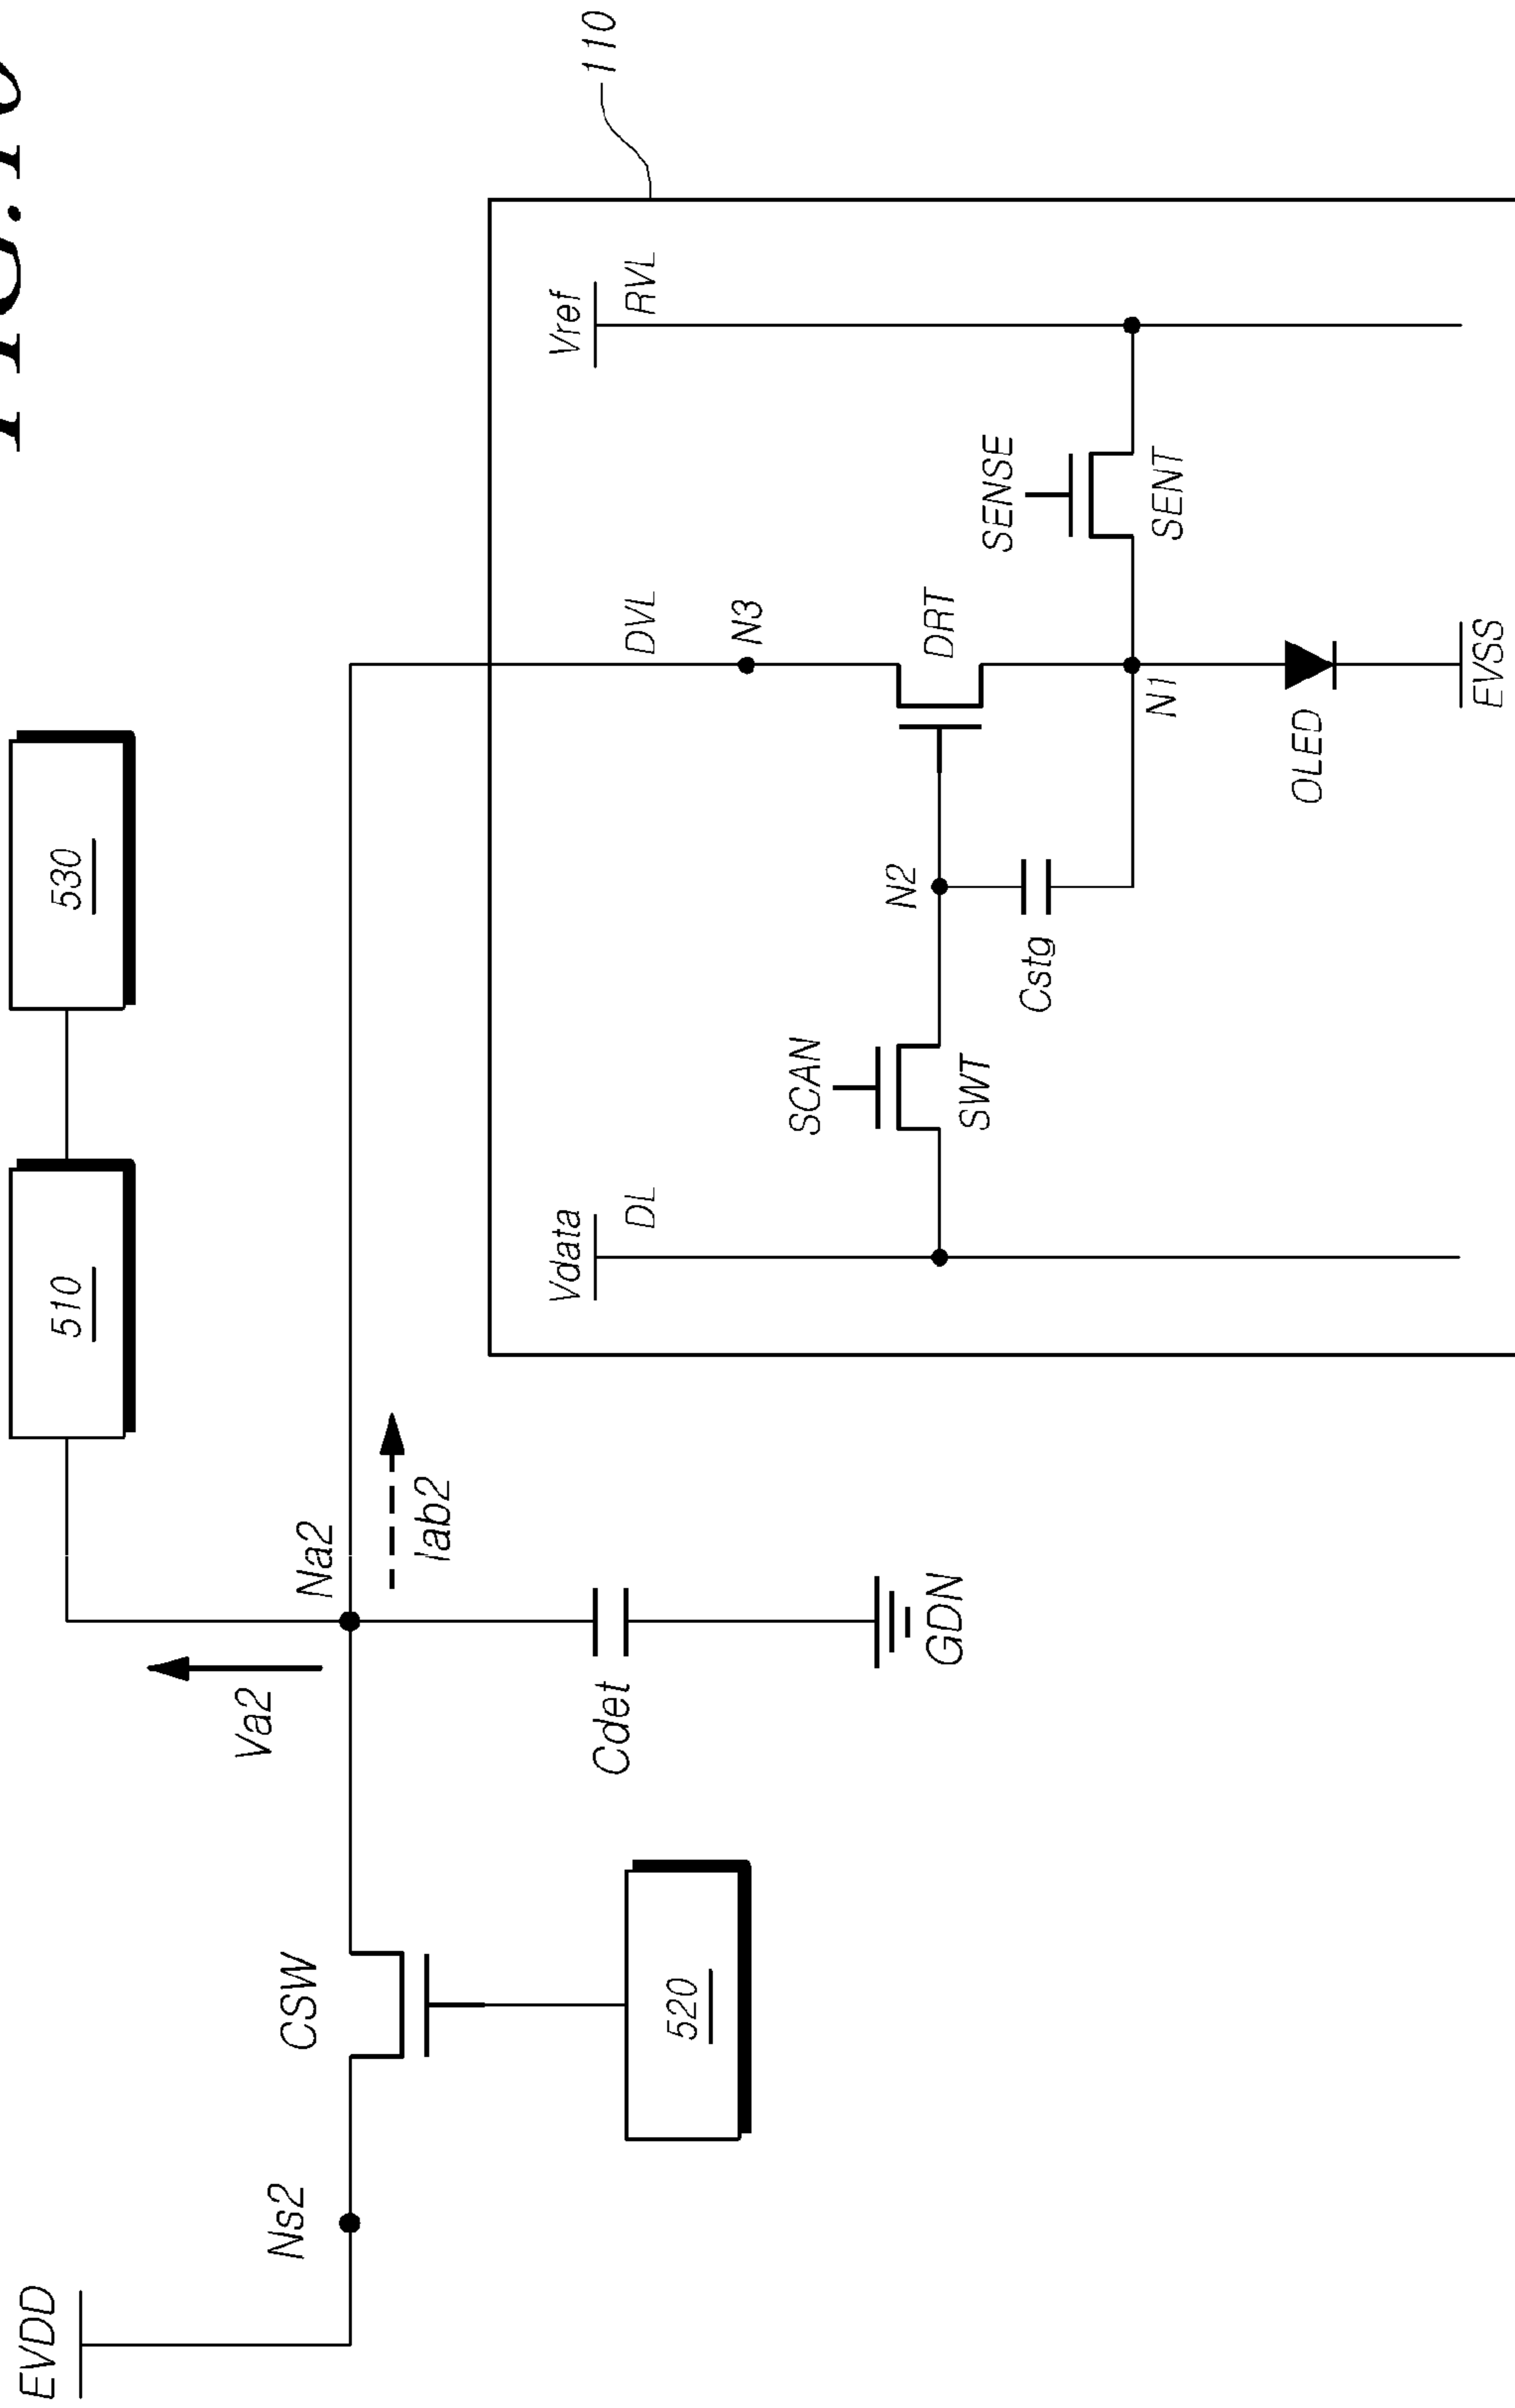 EVDD
Ns2
CSW
520
Va2
Na2
Iab2
Cdet
GDN
510
530
110
Vdata
DL
SCAN
SWT
N2
Cstg
DVL
N3
DRT
N1
OLED
EVSS
SENSE
SENT
Vref
RVL